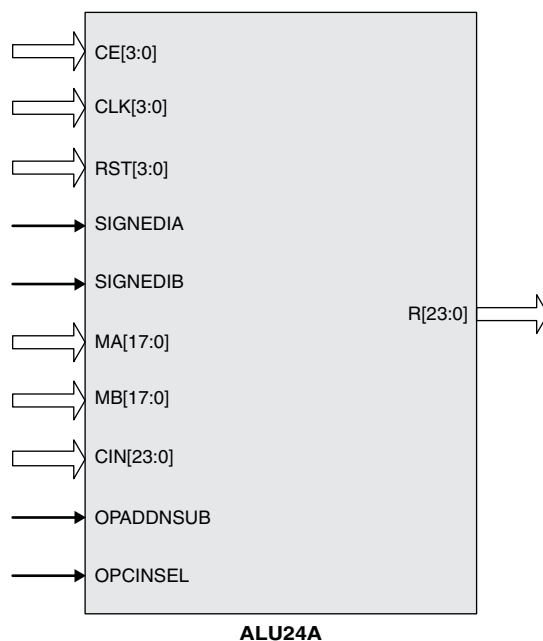 CE[3:0]
CLK[3:0]
RST[3:0]
SIGNEDIA
SIGNEDIB
R[23:0]
MA[17:0]
MB[17:0]
CIN[23:0]
OPADDNSUB
OPCINSEL
ALU24A